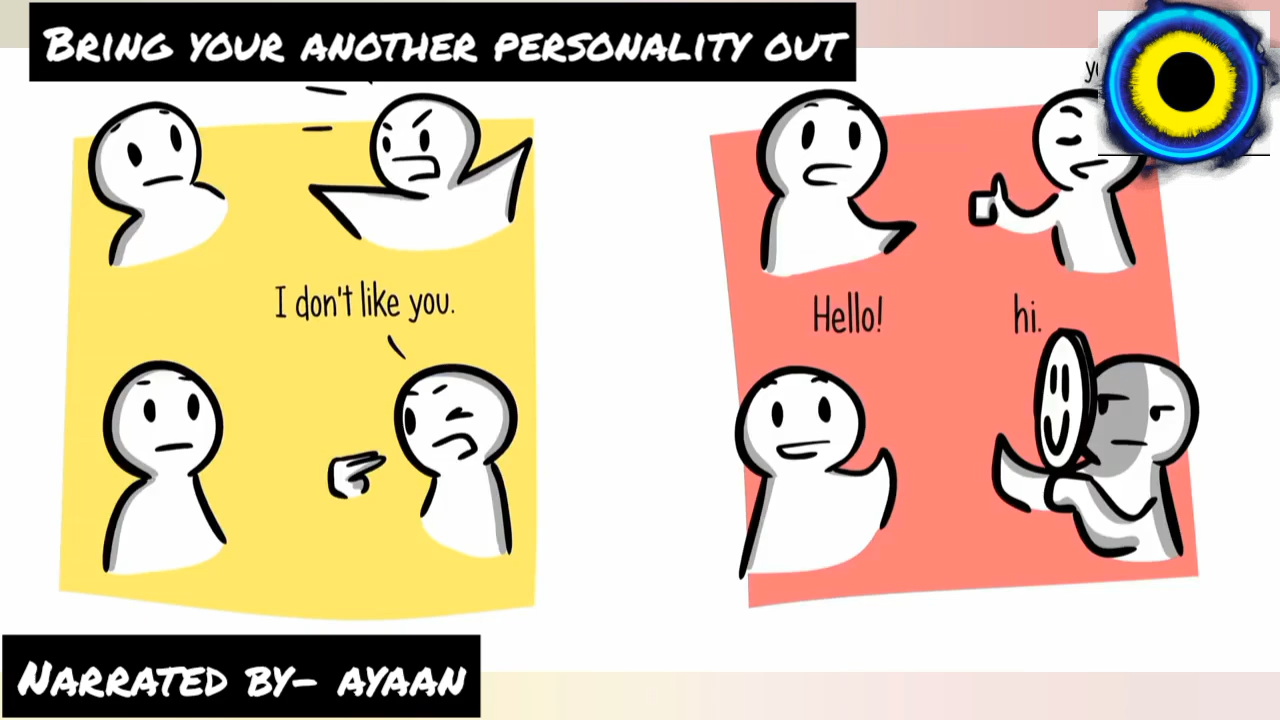 Bring your another personality out
I don't like you.
Hello!
hi.
Narrated by- ayaan